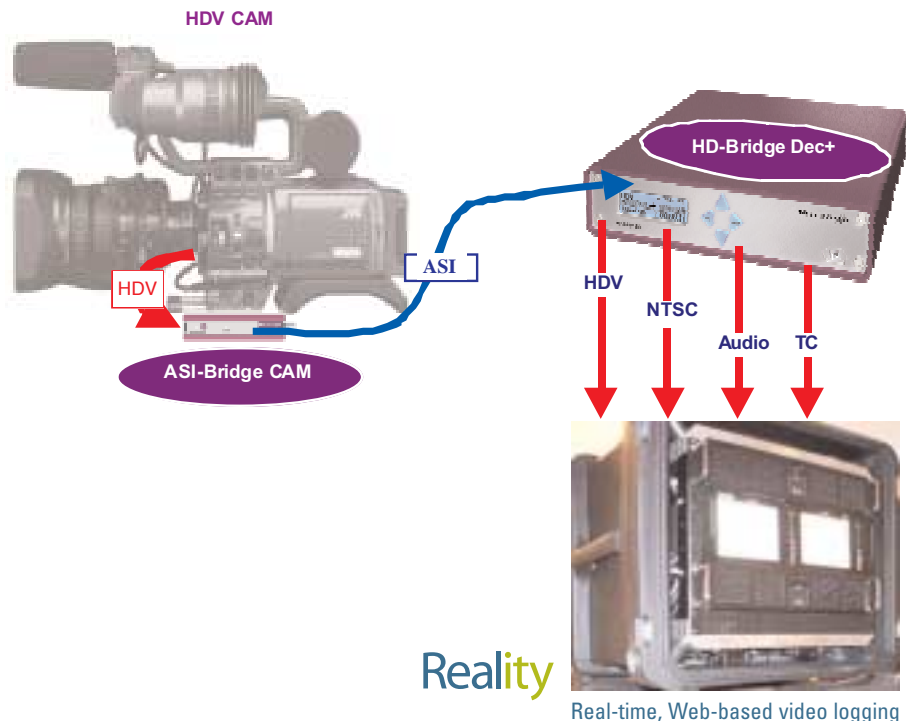 HDV CAM
HD-Bridge Dec+
ASI
HDV
HDV
NTSC
Audio
TC
ASI-Bridge CAM
Reality
Real-time, Web-based video logging